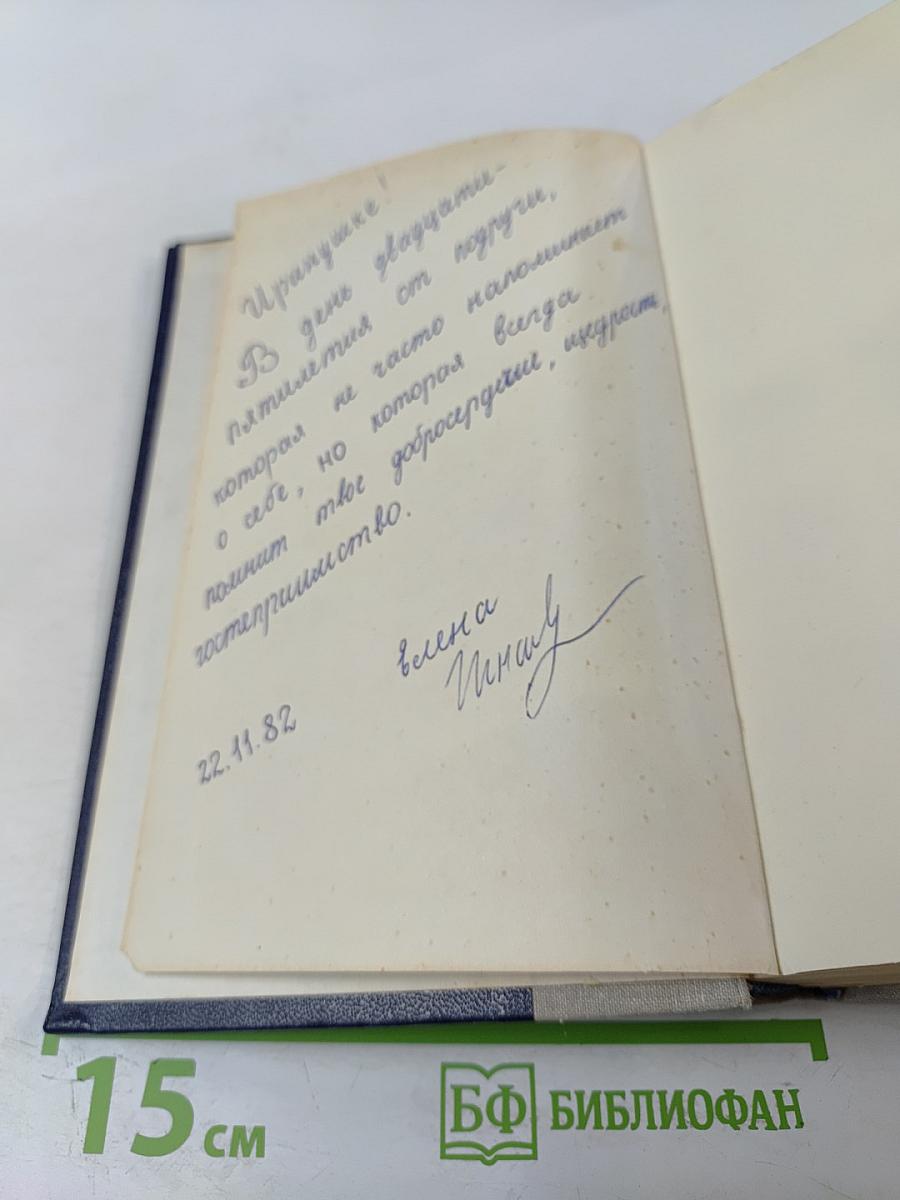 Иранушке!
В день двадцати-
пятилетия от подруги,
которая не часто напоминает
о себе, но которая всегда
помнит твое добросердечие, щедрость,
гостеприимство.
Елена
22.11.82
15 см
БФ БИБЛИОФАН